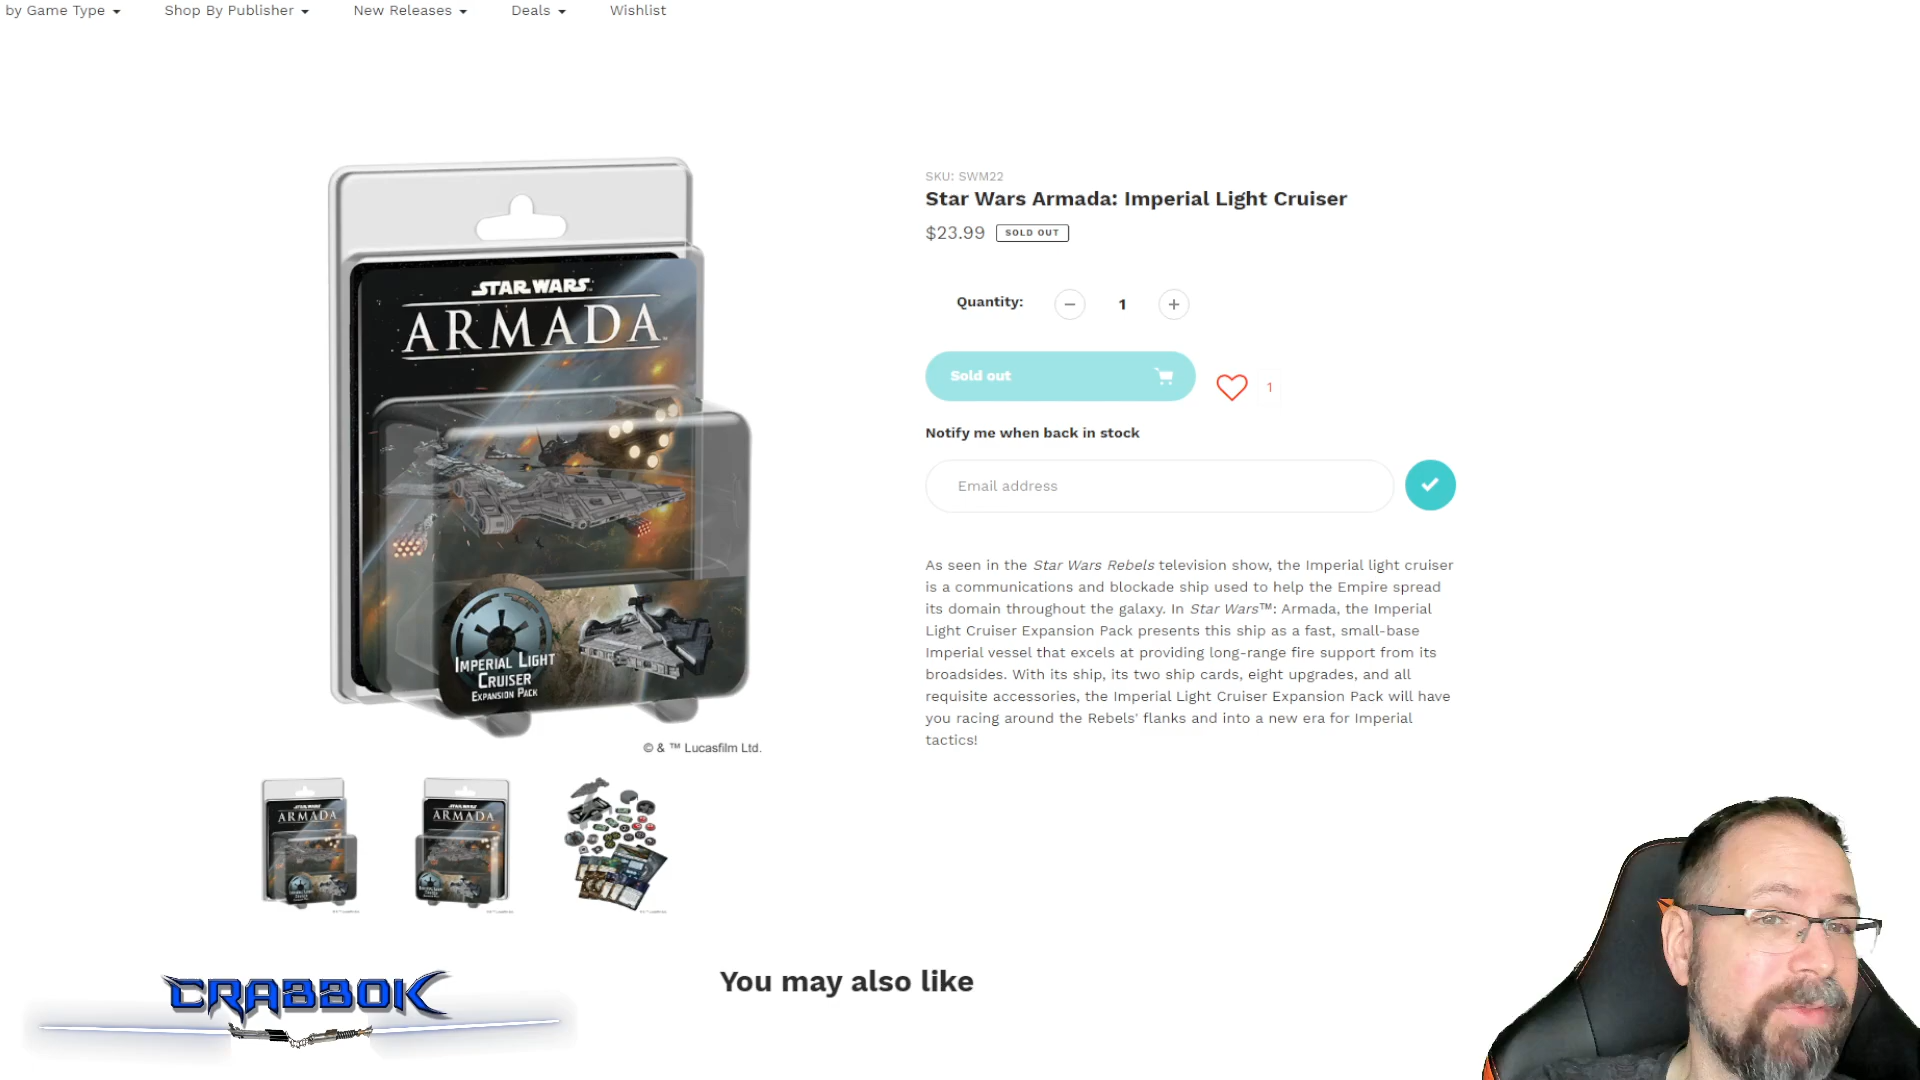 by Game Type
Shop By Publisher
New Releases
Deals
Wishlist
STAR WARS
ARMADA
IMPERIAL LIGHT
CRUISER
EXPANSION PACK
© & ™ Lucasfilm Ltd.
SKU: SWM22
Star Wars Armada: Imperial Light Cruiser
$23.99 SOLD OUT
Quantity: − 1 +
Sold out
1
Notify me when back in stock
Email address
As seen in the Star Wars Rebels television show, the Imperial light cruiser
is a communications and blockade ship used to help the Empire spread
its domain throughout the galaxy. In Star Wars™: Armada, the Imperial
Light Cruiser Expansion Pack presents this ship as a fast, small-base
Imperial vessel that excels at providing long-range fire support from its
broadsides. With its ship, its two ship cards, eight upgrades, and all
requisite accessories, the Imperial Light Cruiser Expansion Pack will have
you racing around the Rebels' flanks and into a new era for Imperial
tactics!
STAR WARS
ARMADA
STAR WARS
ARMADA
You may also like
CRABBOK